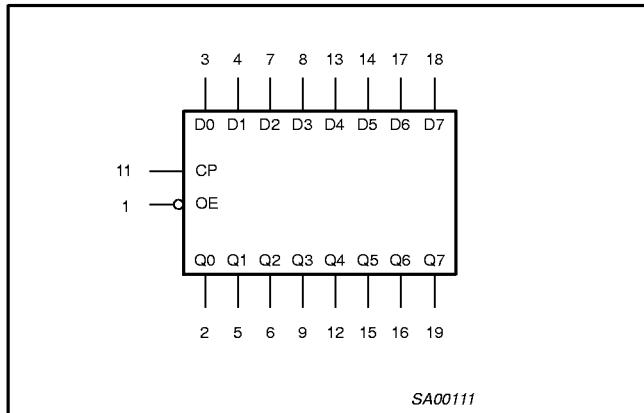 3 4 7 8 13 14 17 18
D0 D1 D2 D3 D4 D5 D6 D7
11 CP
1 OE
Q0 Q1 Q2 Q3 Q4 Q5 Q6 Q7
2 5 6 9 12 15 16 19
SA00111